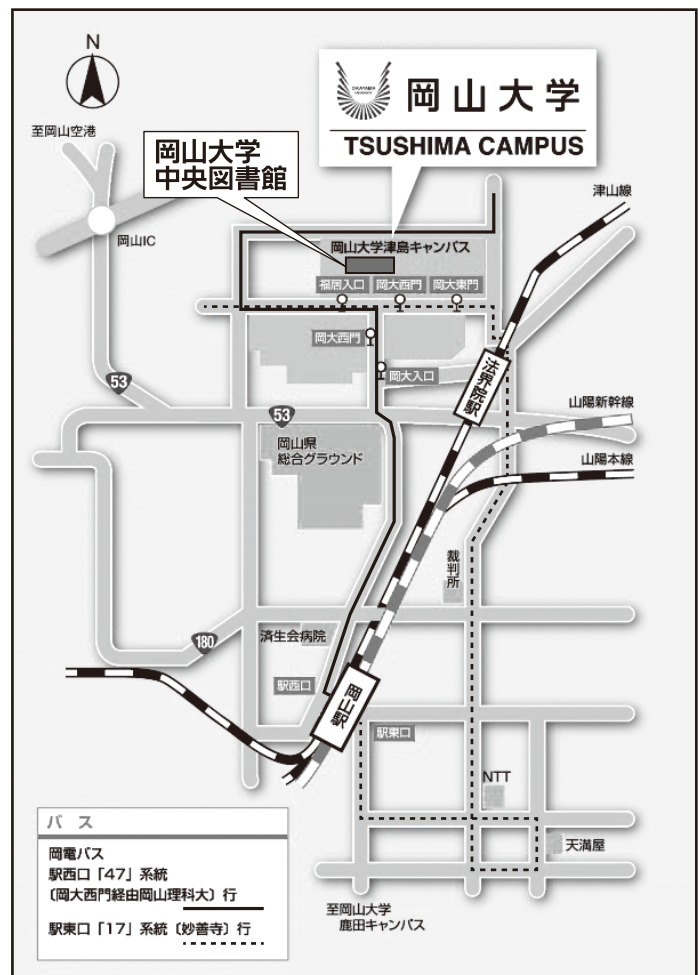 N
OKAYAMA
UNIVERSITY
岡山大学
TSUSHIMA CAMPUS
至岡山空港
岡山大学
中央図書館
津山線
岡山IC
岡山大学津島キャンパス
福居入口
岡大西門
岡大東門
岡大西門
岡大入口
法界院駅
53
53
山陽新幹線
岡山県
総合グラウンド
山陽本線
裁判所
180
済生会病院
駅西口
岡山駅
駅東口
NTT
天満屋
至岡山大学
鹿田キャンパス
バス
岡電バス
駅西口「47」系統
〔岡大西門経由岡山理科大〕行
駅東口「17」系統〔妙善寺〕行